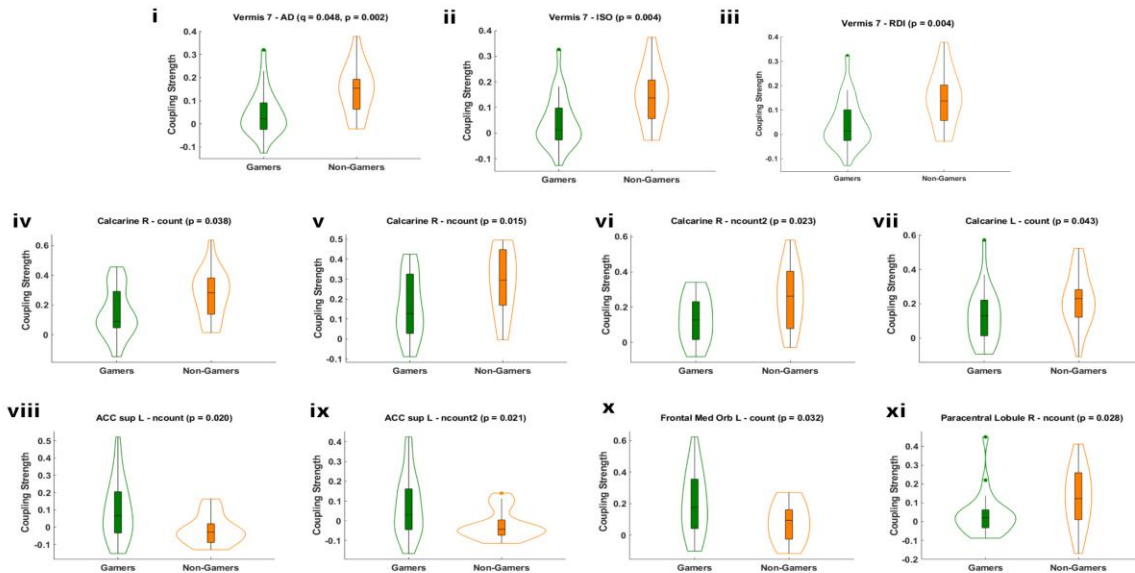 i
Vermis 7 - AD (q = 0.048, p = 0.002)
Coupling Strength
0.4
0.3
0.2
0.1
0
-0.1
Gamers Non-Gamers
ii
Vermis 7 - ISO (p = 0.004)
Coupling Strength
0.4
0.3
0.2
0.1
0
-0.1
Gamers Non-Gamers
iii
Vermis 7 - RDI (p = 0.004)
Coupling Strength
0.4
0.3
0.2
0.1
0
-0.1
Gamers Non-Gamers
iv
Calcarine R - count (p = 0.038)
Coupling Strength
0.6
0.4
0.2
0
Gamers Non-Gamers
v
Calcarine R - ncount (p = 0.015)
Coupling Strength
0.5
0.4
0.3
0.2
0.1
0
-0.1
Gamers Non-Gamers
vi
Calcarine R - ncount2 (p = 0.023)
Coupling Strength
0.6
0.4
0.2
0
Gamers Non-Gamers
vii
Calcarine L - count (p = 0.043)
Coupling Strength
0.6
0.4
0.2
0
Gamers Non-Gamers
viii
ACC sup L - ncount (p = 0.020)
Coupling Strength
0.5
0.4
0.3
0.2
0.1
0
-0.1
Gamers Non-Gamers
ix
ACC sup L - ncount2 (p = 0.021)
Coupling Strength
0.4
0.3
0.2
0.1
0
-0.1
Gamers Non-Gamers
x
Frontal Med Orb L - count (p = 0.032)
Coupling Strength
0.6
0.4
0.2
0
Gamers Non-Gamers
xi
Paracentral Lobule R - ncount (p = 0.028)
Coupling Strength
0.4
0.3
0.2
0.1
0
-0.1
-0.2
Gamers Non-Gamers